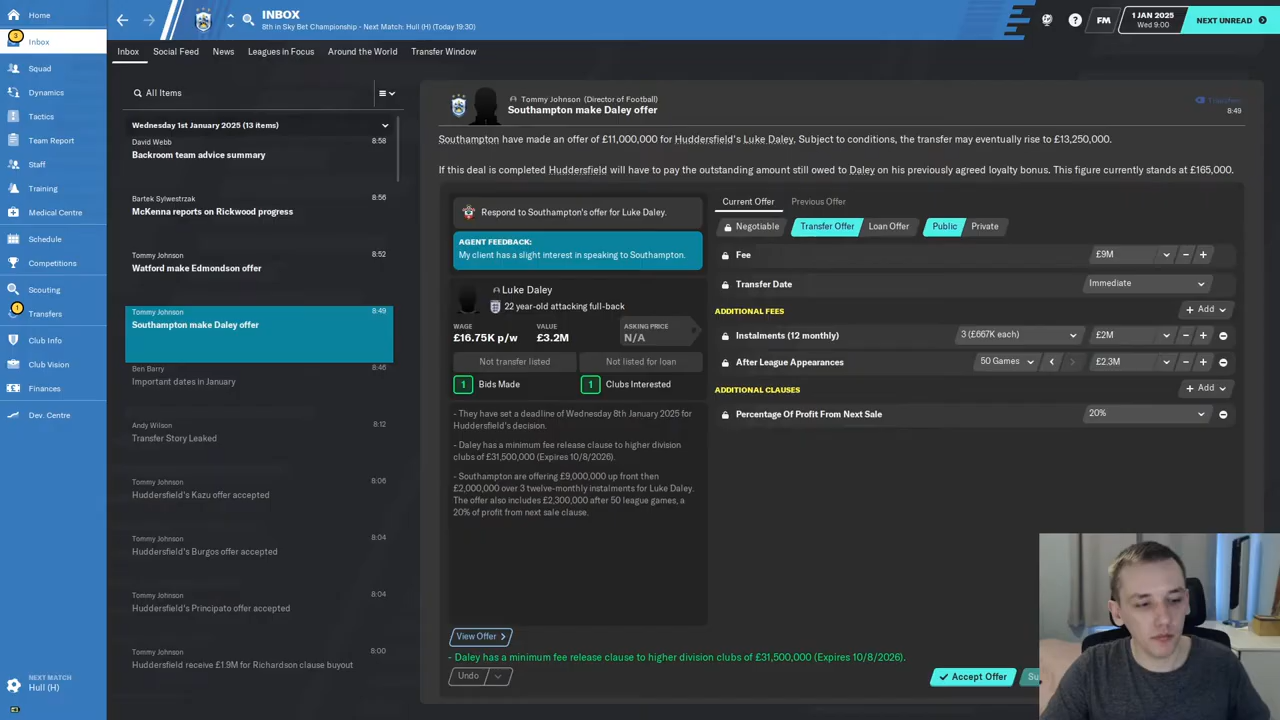 Home
3
Inbox
Squad
Dynamics
Tactics
Team Report
Staff
Training
Medical Centre
Schedule
Competitions
Scouting
1
Transfers
Club Info
Club Vision
Finances
Dev. Centre
NEXT MATCH
Hull (H)
INBOX
8th in Sky Bet Championship - Next Match: Hull (H) (Today 19:30)
?
FM
1 JAN 2025
Wed 9:00
NEXT UNREAD
Inbox
Social Feed
News
Leagues in Focus
Around the World
Transfer Window
All Items
Wednesday 1st January 2025 (13 items)
David Webb 8:58
Backroom team advice summary
Bartek Sylwestrzak 8:56
McKenna reports on Rickwood progress
Tommy Johnson 8:52
Watford make Edmondson offer
Tommy Johnson 8:49
Southampton make Daley offer
Ben Barry 8:46
Important dates in January
Andy Wilson 8:12
Transfer Story Leaked
Tommy Johnson 8:06
Huddersfield's Kazu offer accepted
Tommy Johnson 8:04
Huddersfield's Burgos offer accepted
Tommy Johnson 8:04
Huddersfield's Principato offer accepted
Tommy Johnson 8:00
Huddersfield receive £1.9M for Richardson clause buyout
Tommy Johnson (Director of Football)
Southampton make Daley offer
Transfers
8:49
Southampton have made an offer of £11,000,000 for Huddersfield's Luke Daley. Subject to conditions, the transfer may eventually rise to £13,250,000.
If this deal is completed Huddersfield will have to pay the outstanding amount still owed to Daley on his previously agreed loyalty bonus. This figure currently stands at £165,000.
Respond to Southampton's offer for Luke Daley.
AGENT FEEDBACK:
My client has a slight interest in speaking to Southampton.
Luke Daley
22 year-old attacking full-back
WAGE
£16.75K p/w
VALUE
£3.2M
ASKING PRICE
N/A
Not transfer listed
Not listed for loan
1 Bids Made
1 Clubs Interested
- They have set a deadline of Wednesday 8th January 2025 for
Huddersfield's decision.
- Daley has a minimum fee release clause to higher division
clubs of £31,500,000 (Expires 10/8/2026).
- Southampton are offering £9,000,000 up front then
£2,000,000 over 3 twelve-monthly instalments for Luke Daley.
The offer also includes £2,300,000 after 50 league games, a
20% of profit from next sale clause.
Current Offer
Previous Offer
Negotiable
Transfer Offer
Loan Offer
Public
Private
Fee £9M
Transfer Date Immediate
ADDITIONAL FEES
Add
Instalments (12 monthly) 3 (£667K each) £2M
After League Appearances 50 Games £2.3M
ADDITIONAL CLAUSES
Add
Percentage Of Profit From Next Sale 20%
View Offer
- Daley has a minimum fee release clause to higher division clubs of £31,500,000 (Expires 10/8/2026).
Undo
Accept Offer